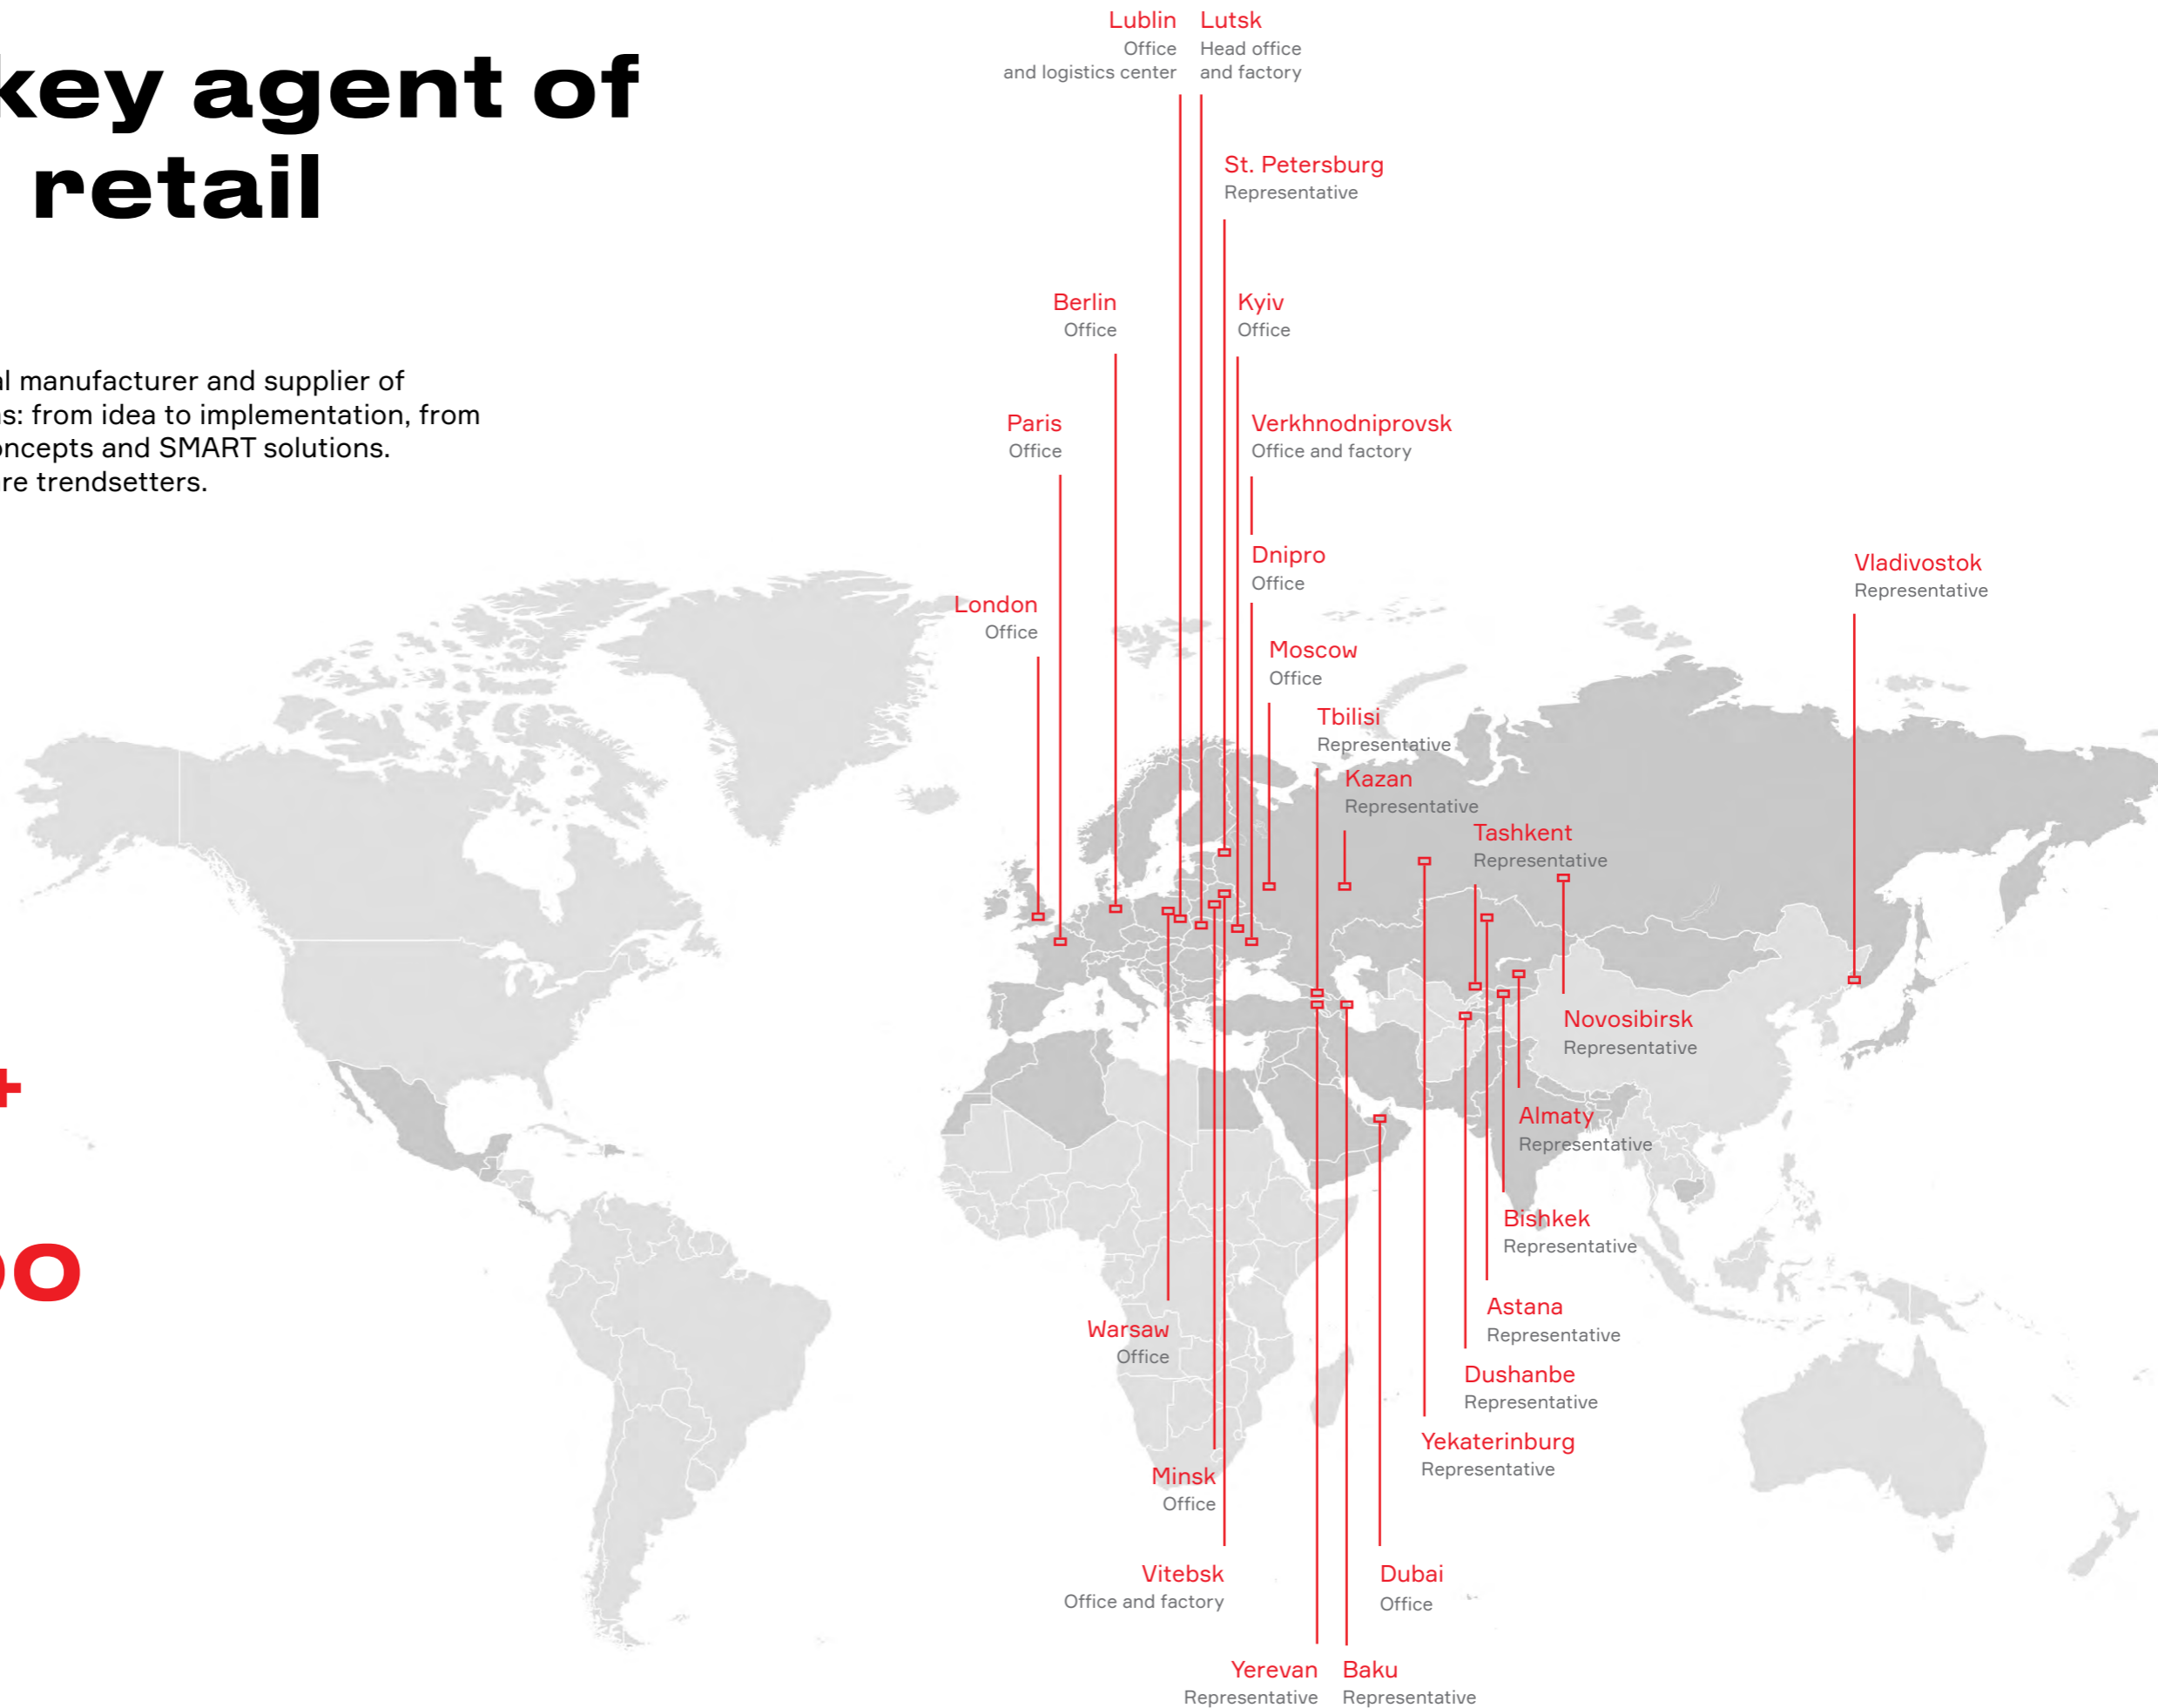 key agent of
retail
al manufacturer and supplier of
s: from idea to implementation, from
oncepts and SMART solutions.
re trendsetters.
+
Lublin
Office
and logistics center
Lutsk
Head office
and factory
St. Petersburg
Representative
Berlin
Office
Kyiv
Office
Paris
Office
Verkhnodniprovsk
Office and factory
Dnipro
Office
Vladivostok
Representative
London
Office
Moscow
Office
Tbilisi
Representative
Kazan
Representative
Tashkent
Representative
Novosibirsk
Representative
Almaty
Representative
Bishkek
Representative
Astana
Representative
Warsaw
Office
Dushanbe
Representative
Yekaterinburg
Representative
Minsk
Office
Vitebsk
Office and factory
Dubai
Office
Yerevan
Representative
Baku
Representative